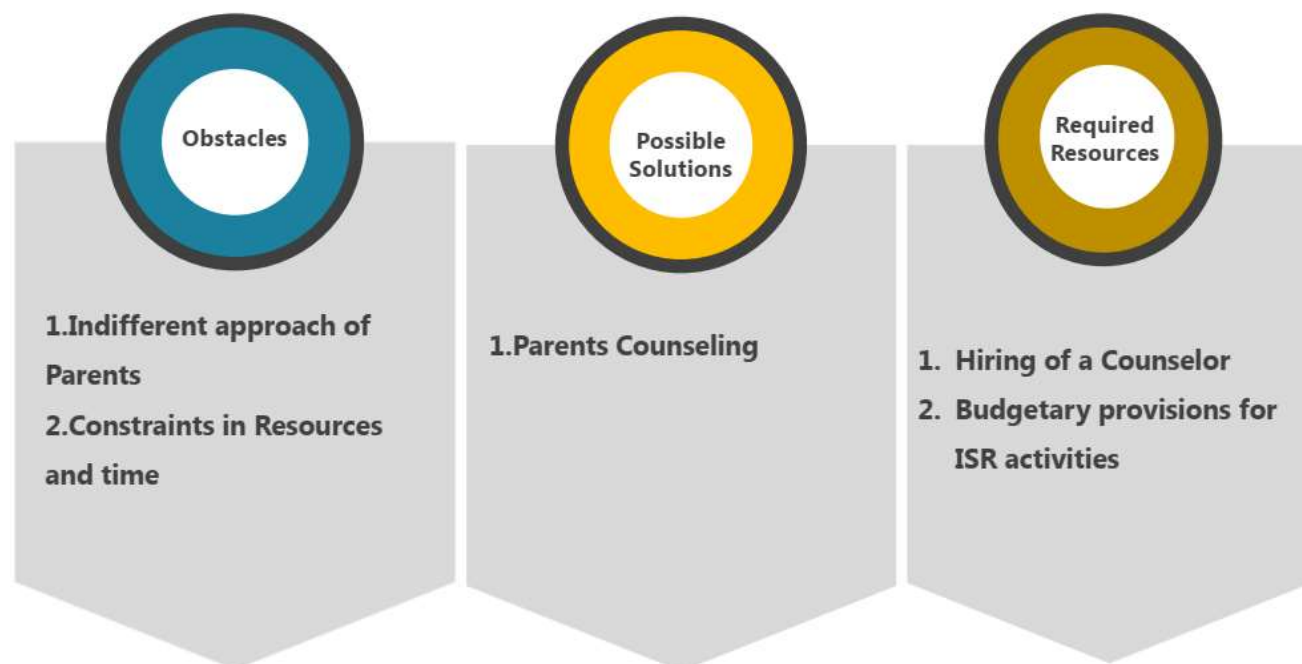 Obstacles
1.Indifferent approach of
Parents
2.Constraints in Resources
and time
Possible
Solutions
1.Parents Counseling
Required
Resources
1. Hiring of a Counselor
2. Budgetary provisions for
ISR activities